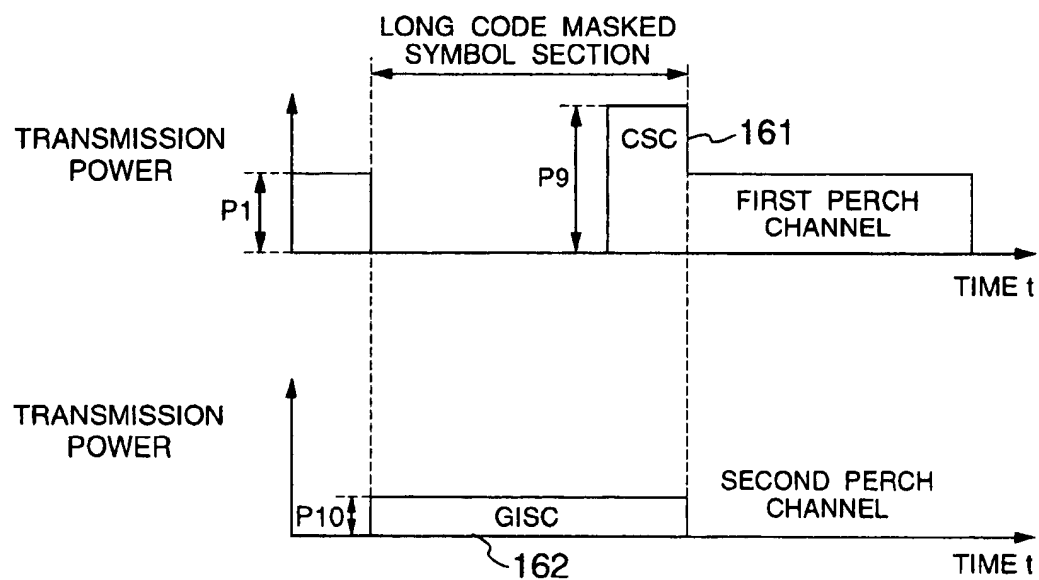 LONG CODE MASKED
SYMBOL SECTION
TRANSMISSION
POWER
P1
P9
CSC
161
FIRST PERCH
CHANNEL
TIME t
TRANSMISSION
POWER
P10
GISC
162
SECOND PERCH
CHANNEL
TIME t